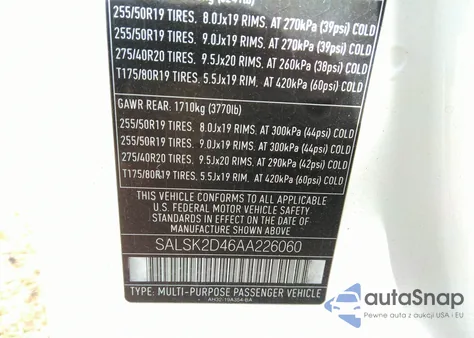 255/50R19 TIRES, 8.0Jx19 RIMS, AT 270kPa (39psi) COLD
255/50R19 TIRES, 9.0Jx19 RIMS, AT 270kPa (39psi) COLD
275/40R20 TIRES, 9.5Jx20 RIMS, AT 260kPa (38psi) COLD
T175/80R19 TIRES, 5.5Jx19 RIM, AT 420kPa (60psi) COLD
GAWR REAR: 1710kg (3770lb)
255/50R19 TIRES, 8.0Jx19 RIMS, AT 300kPa (44psi) COLD
255/50R19 TIRES, 9.0Jx19 RIMS, AT 300kPa (44psi) COLD
275/40R20 TIRES, 9.5Jx20 RIMS, AT 290kPa (42psi) COLD
T175/80R19 TIRES, 5.5Jx19 RIM, AT 420kPa (60psi) COLD
THIS VEHICLE CONFORMS TO ALL APPLICABLE
U.S. FEDERAL MOTOR VEHICLE SAFETY
STANDARDS IN EFFECT ON THE DATE OF
MANUFACTURE SHOWN ABOVE.
SALSK2D46AA226060
TYPE: MULTI-PURPOSE PASSENGER VEHICLE
AH32-19A354-BA
autoSnap
Pewne auta z aukcji USA i EU